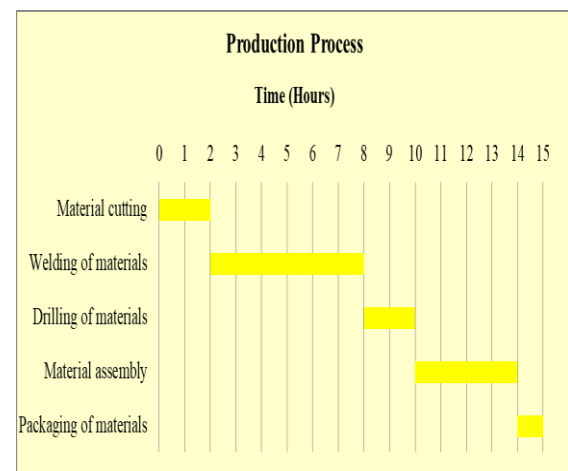 Production Process
Time (Hours)
0 1 2 3 4 5 6 7 8 9 10 11 12 13 14 15
Material cutting
Welding of materials
Drilling of materials
Material assembly
Packaging of materials